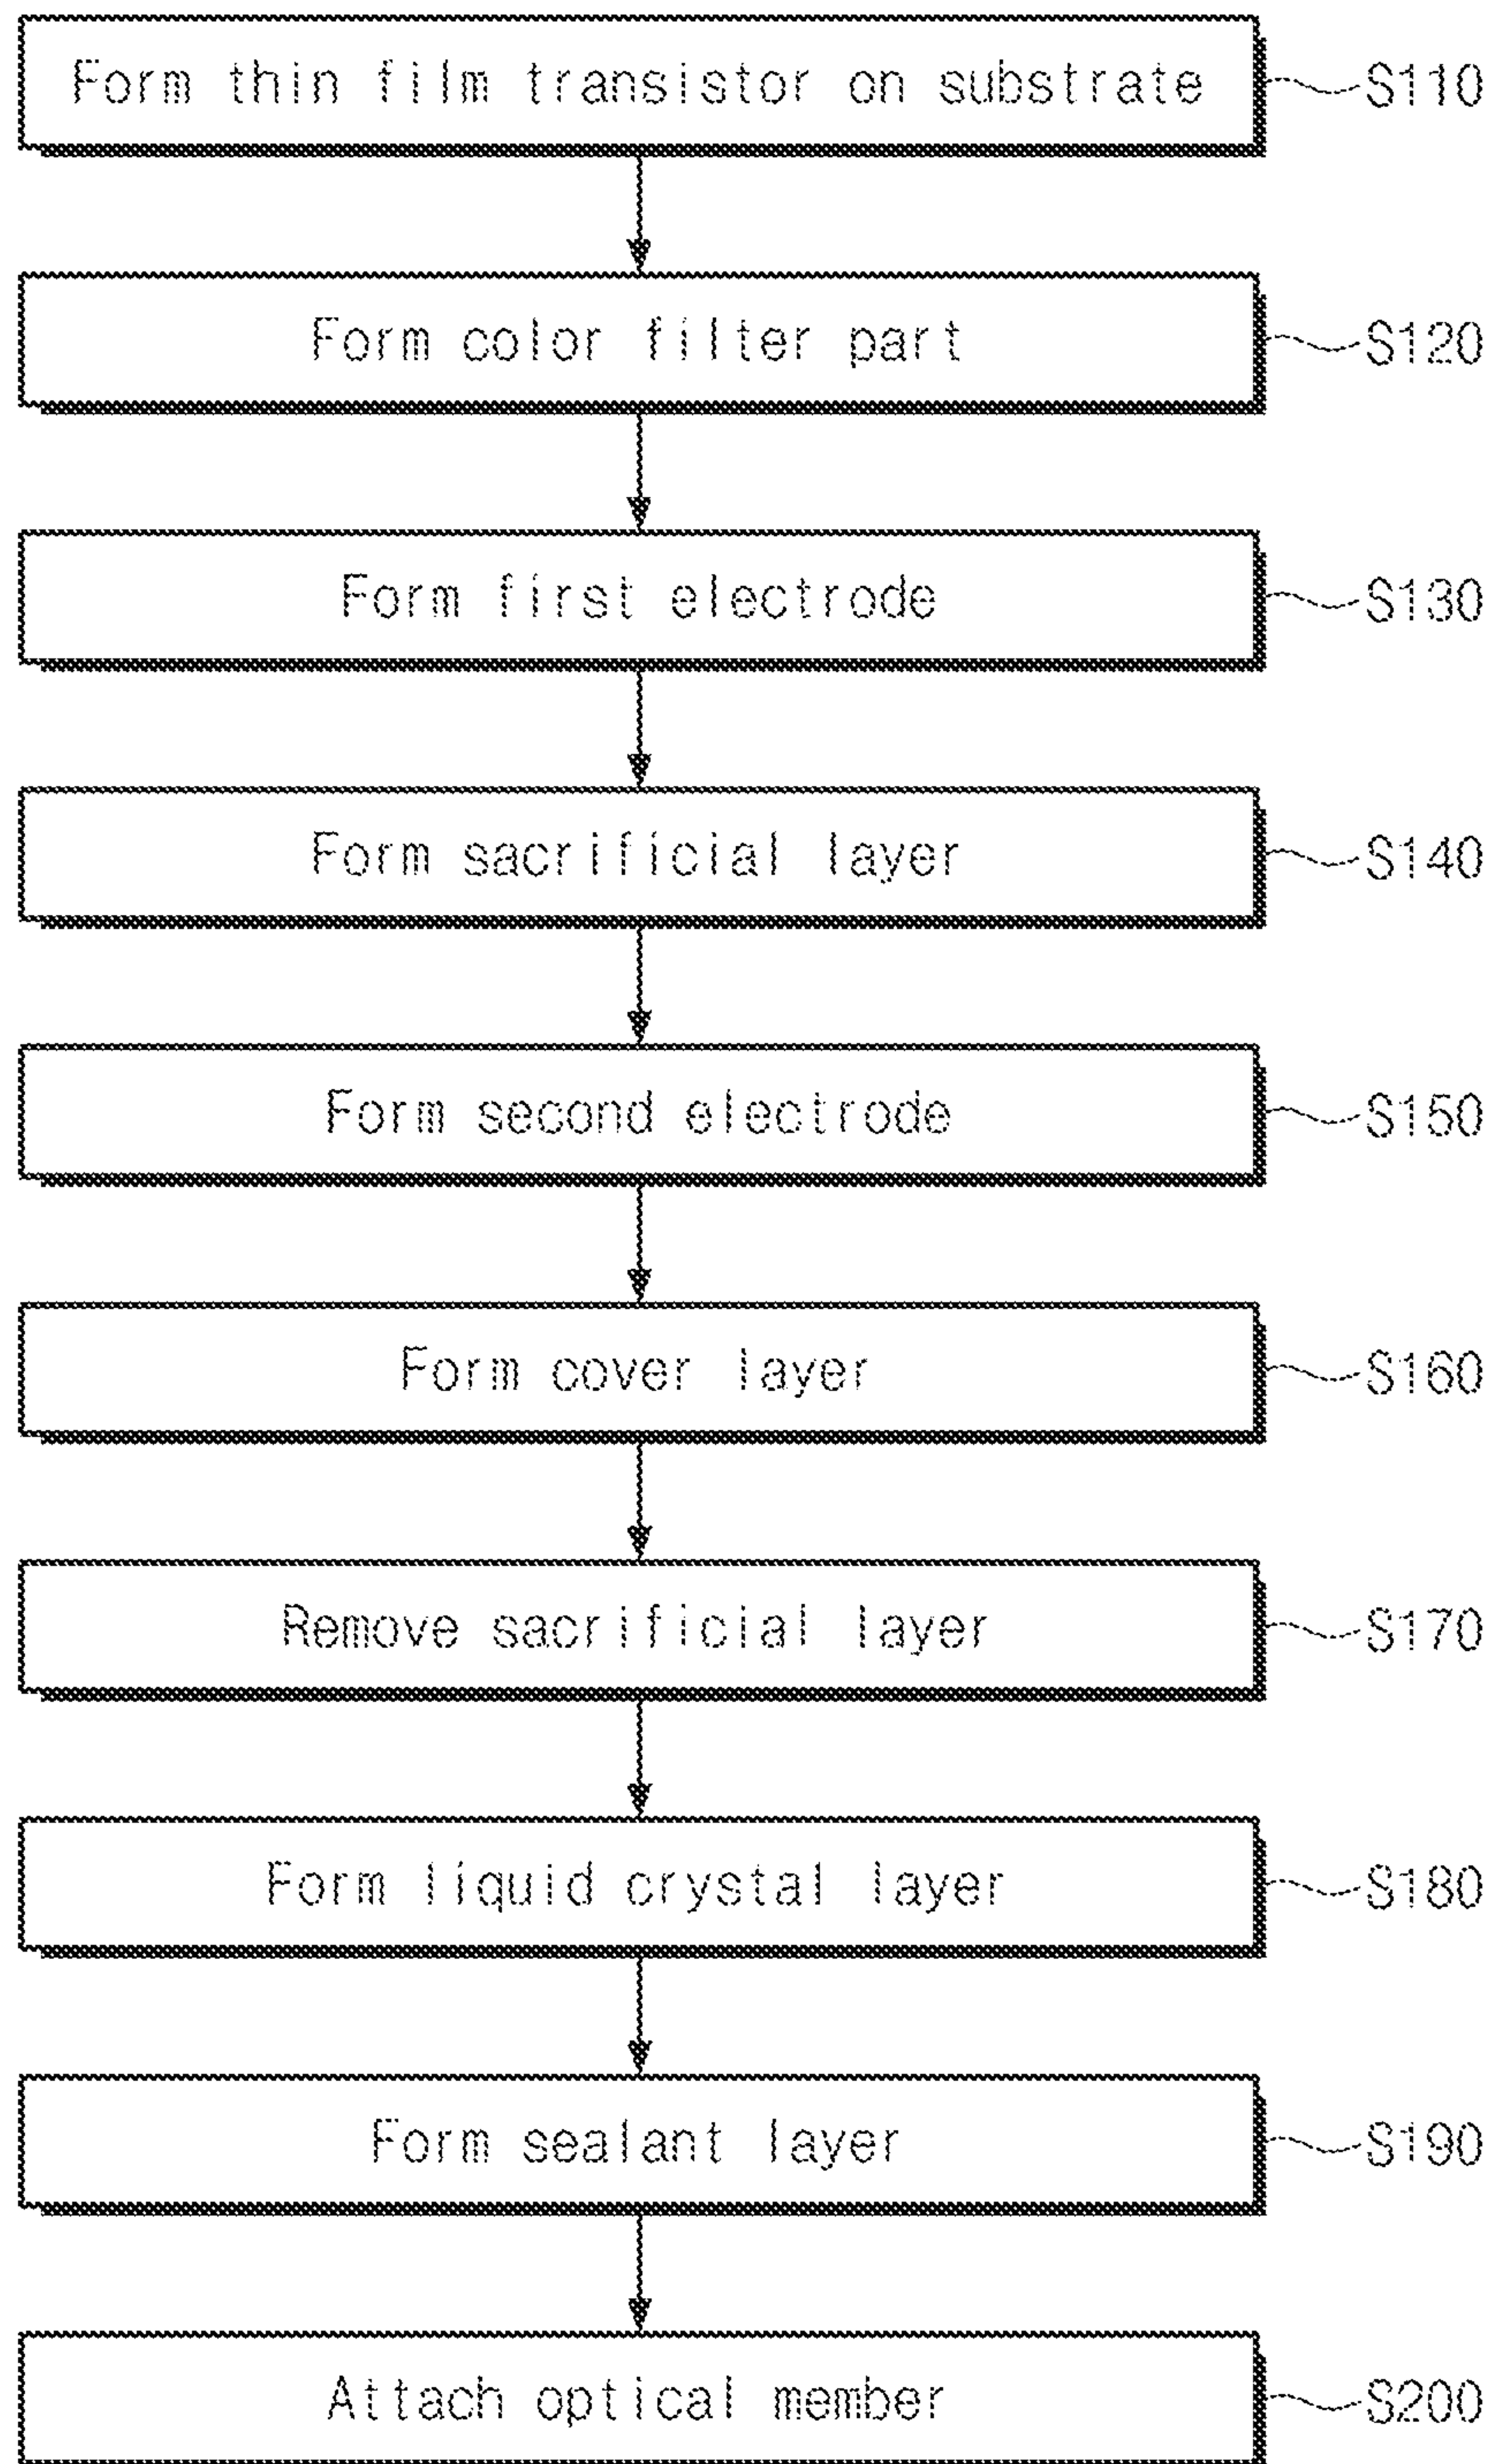 Form thin film transistor on substrate S110
Form color filter part S120
Form first electrode S130
Form sacrificial layer S140
Form second electrode S150
Form cover layer S160
Remove sacrificial layer S170
Form liquid crystal layer S180
Form sealant layer S190
Attach optical member S200